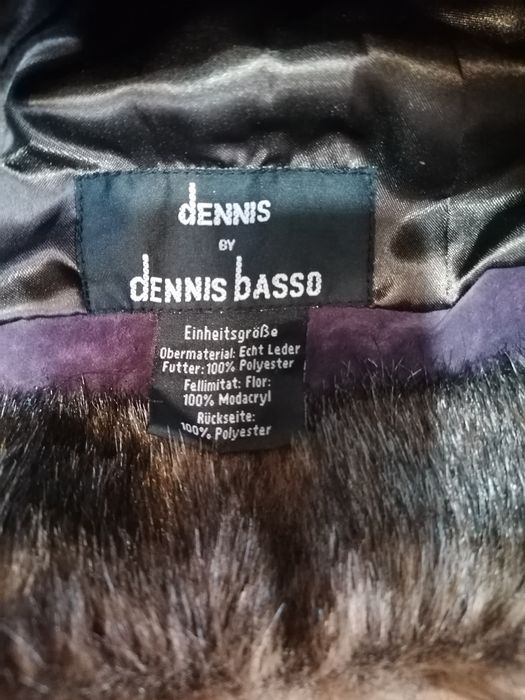 dENNIS
BY
dENNIS bASSO
Einheitsgröße
Obermaterial: Echt Leder
Futter: 100% Polyester
Fellimitat: Flor:
100% Modacryl
Rückseite:
100% Polyester